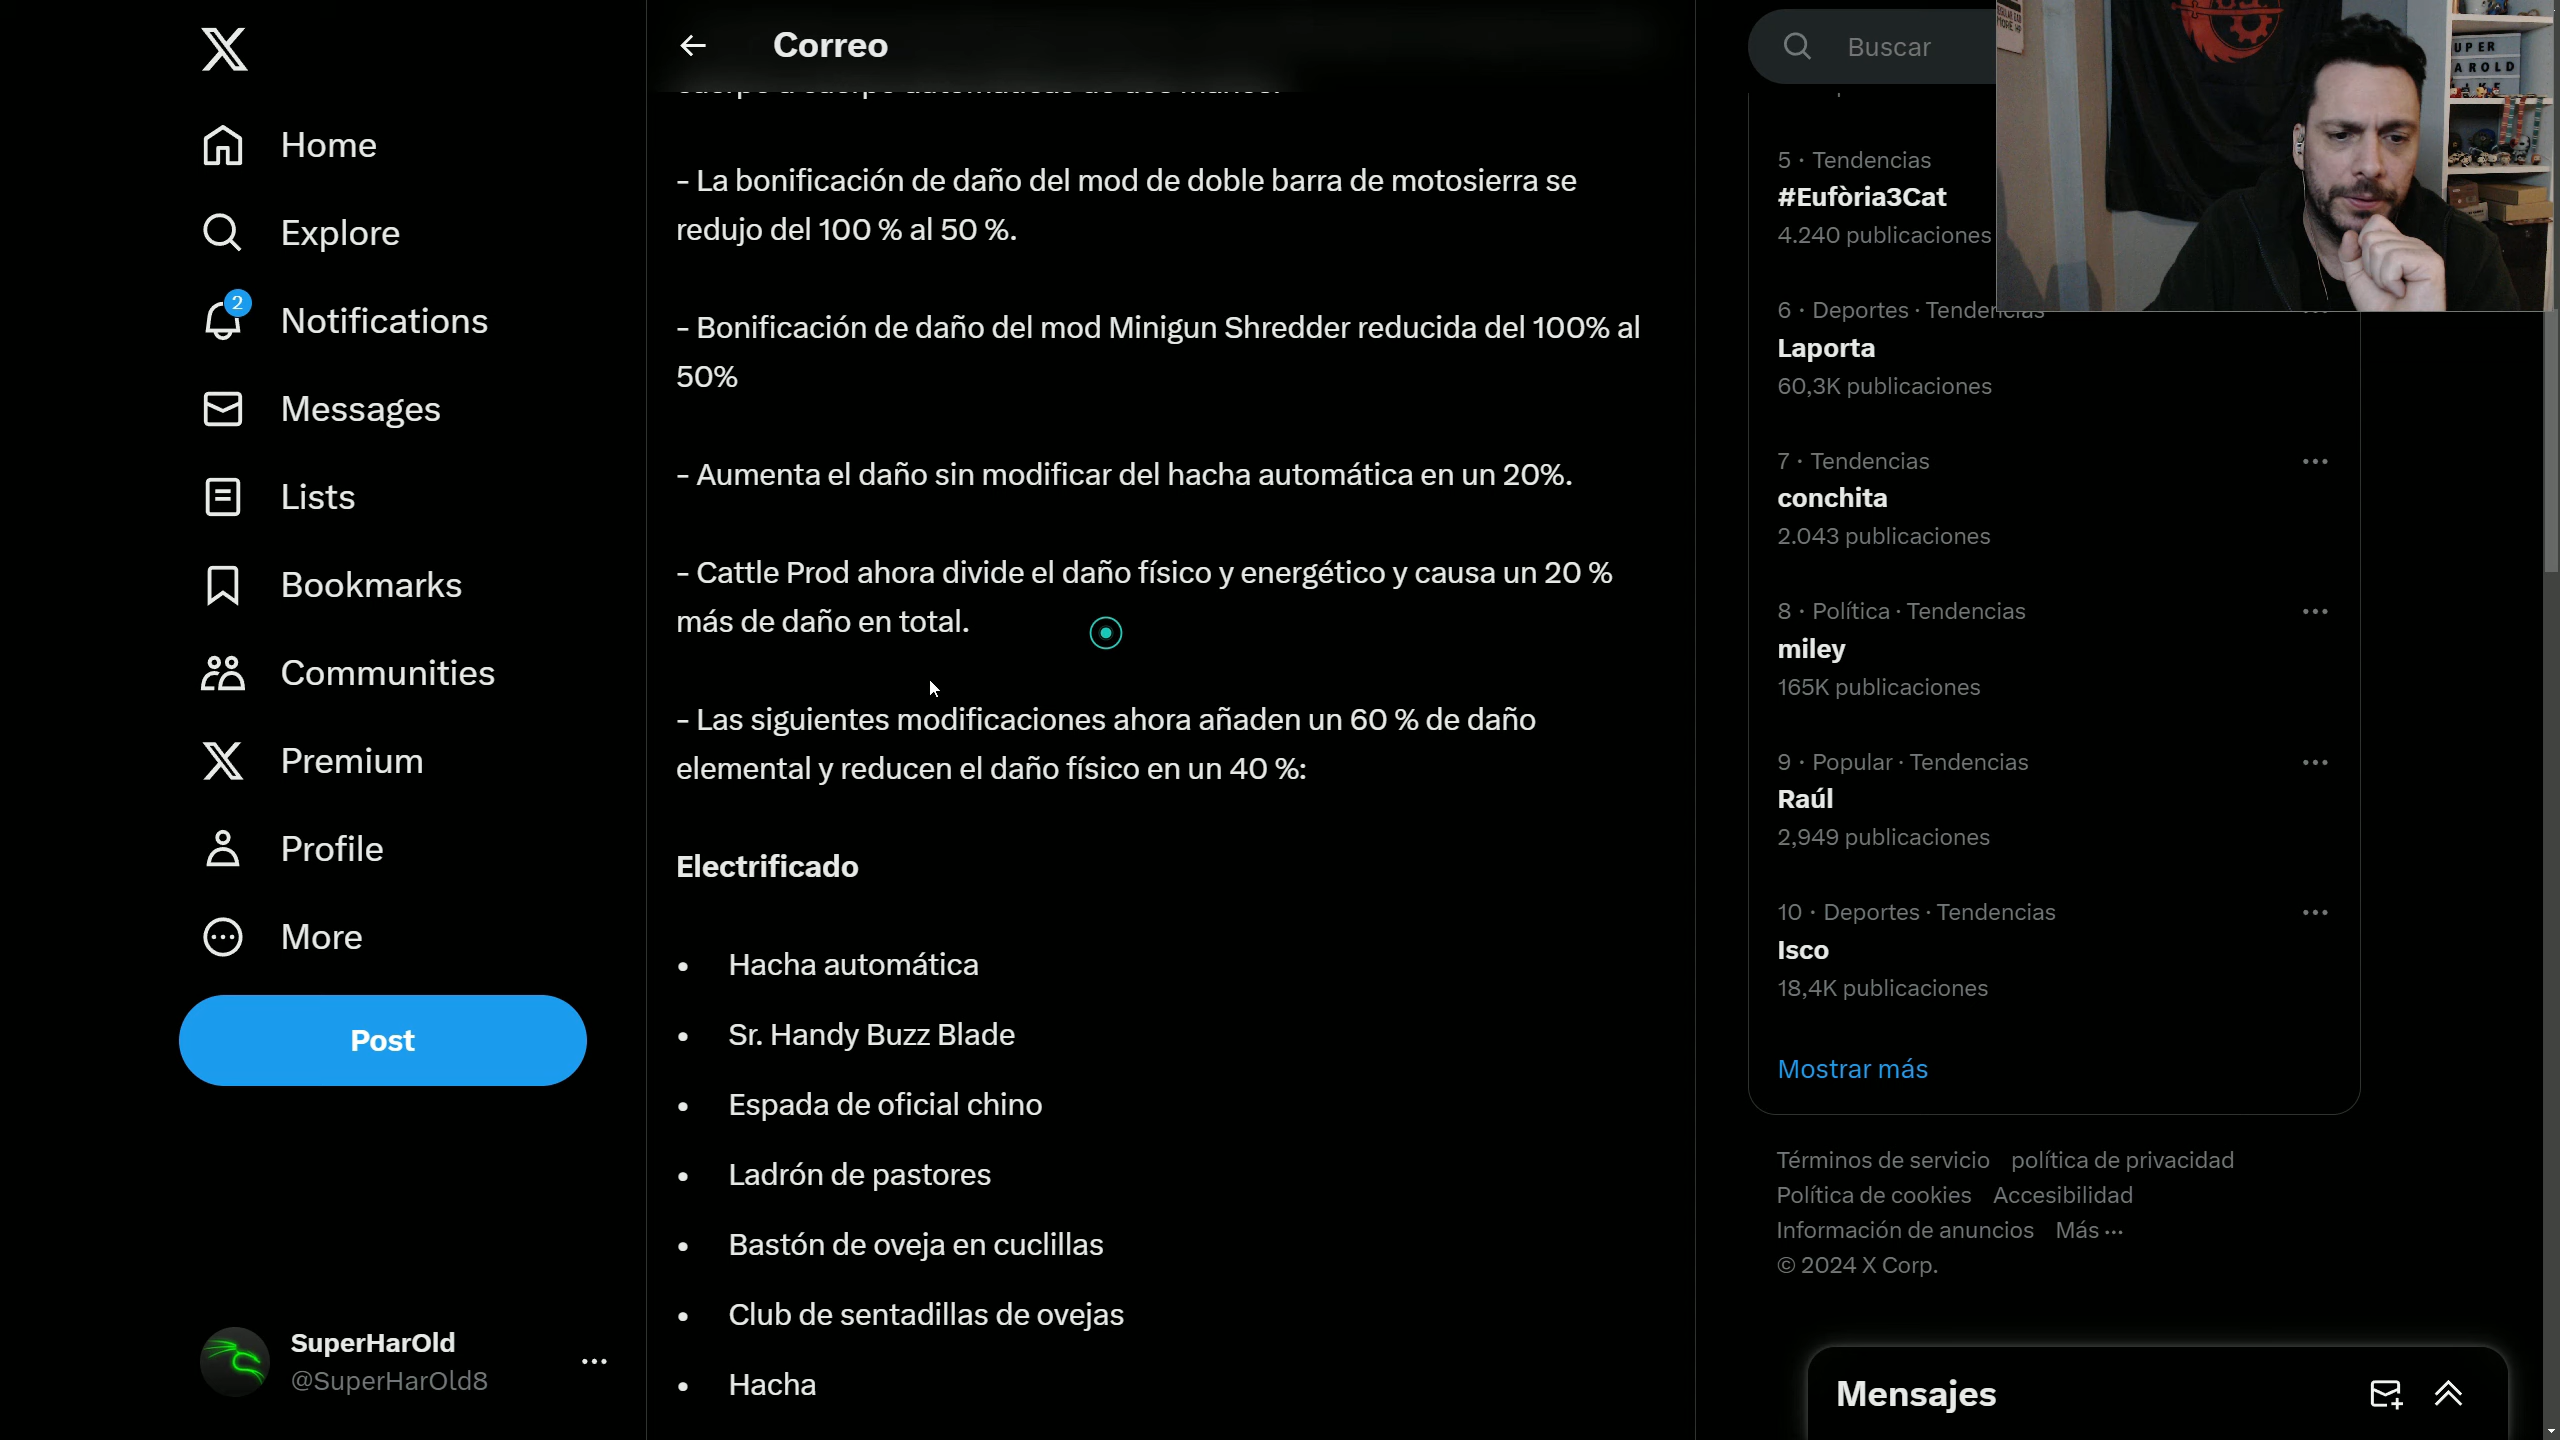 Home
Explore
2
Notifications
Messages
Lists
Bookmarks
Communities
Premium
Profile
More
Post
SuperHarOld
@SuperHarOld8
Correo
- La bonificación de daño del mod de doble barra de motosierra se
redujo del 100 % al 50 %.
- Bonificación de daño del mod Minigun Shredder reducida del 100% al
50%
- Aumenta el daño sin modificar del hacha automática en un 20%.
- Cattle Prod ahora divide el daño físico y energético y causa un 20 %
más de daño en total.
- Las siguientes modificaciones ahora añaden un 60 % de daño
elemental y reducen el daño físico en un 40 %:
Electrificado
• Hacha automática
• Sr. Handy Buzz Blade
• Espada de oficial chino
• Ladrón de pastores
• Bastón de oveja en cuclillas
• Club de sentadillas de ovejas
• Hacha
Buscar
5 · Tendencias
#Eufòria3Cat
4.240 publicaciones
6 · Deportes · Tendencias
Laporta
60,3K publicaciones
7 · Tendencias
conchita
2.043 publicaciones
8 · Política · Tendencias
miley
165K publicaciones
9 · Popular · Tendencias
Raúl
2,949 publicaciones
10 · Deportes · Tendencias
Isco
18,4K publicaciones
Mostrar más
Términos de servicio política de privacidad
Política de cookies Accesibilidad
Información de anuncios Más ···
© 2024 X Corp.
Mensajes
UPER
AROLD